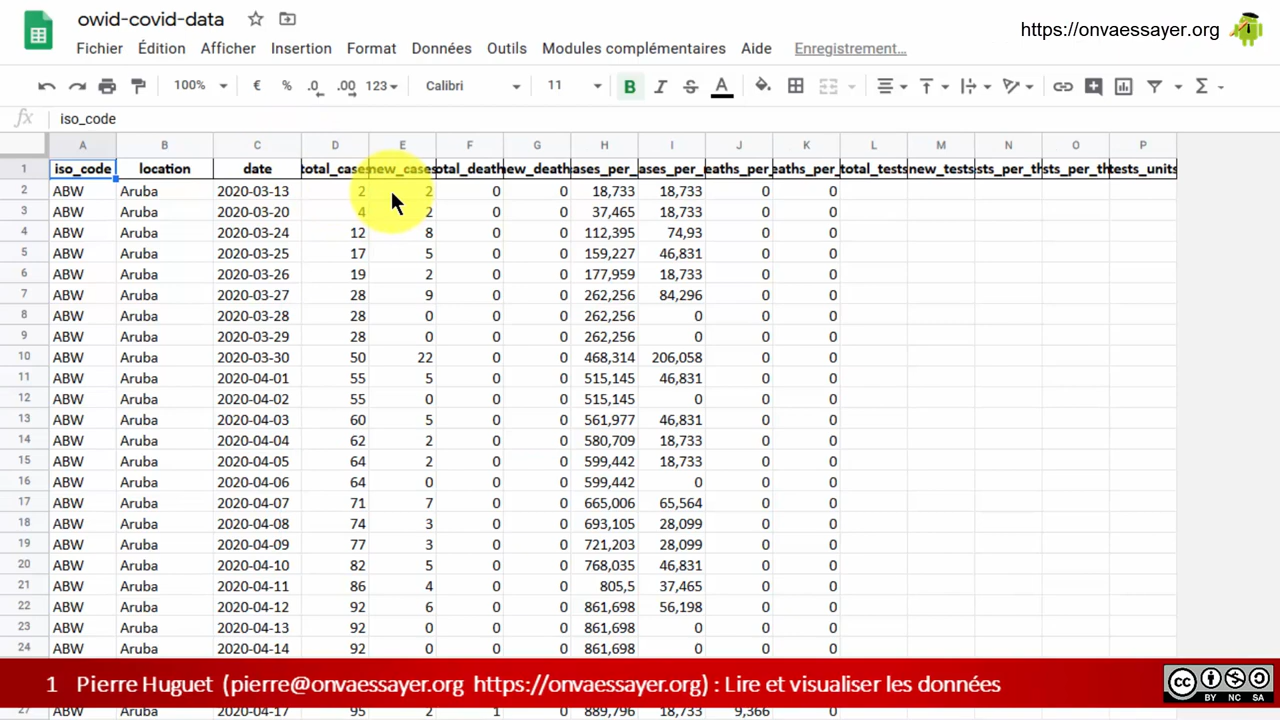 owid-covid-data
https://onvaessayer.org
Fichier Édition Afficher Insertion Format Données Outils Modules complémentaires Aide Enregistrement…
100% € % .0 .00 123 Calibri 11 B I S A Σ
fx iso_code
A B C D E F G H I J K L M N O P
1 iso_code location date total_cases new_cases total_death new_death ases_per_ ases_per_ eaths_per_ eaths_per_ total_tests new_tests sts_per_th sts_per_th tests_units
2 ABW Aruba 2020-03-13 2 2 0 0 18,733 18,733 0 0
3 ABW Aruba 2020-03-20 4 2 0 0 37,465 18,733 0 0
4 ABW Aruba 2020-03-24 12 8 0 0 112,395 74,93 0 0
5 ABW Aruba 2020-03-25 17 5 0 0 159,227 46,831 0 0
6 ABW Aruba 2020-03-26 19 2 0 0 177,959 18,733 0 0
7 ABW Aruba 2020-03-27 28 9 0 0 262,256 84,296 0 0
8 ABW Aruba 2020-03-28 28 0 0 0 262,256 0 0 0
9 ABW Aruba 2020-03-29 28 0 0 0 262,256 0 0 0
10 ABW Aruba 2020-03-30 50 22 0 0 468,314 206,058 0 0
11 ABW Aruba 2020-04-01 55 5 0 0 515,145 46,831 0 0
12 ABW Aruba 2020-04-02 55 0 0 0 515,145 0 0 0
13 ABW Aruba 2020-04-03 60 5 0 0 561,977 46,831 0 0
14 ABW Aruba 2020-04-04 62 2 0 0 580,709 18,733 0 0
15 ABW Aruba 2020-04-05 64 2 0 0 599,442 18,733 0 0
16 ABW Aruba 2020-04-06 64 0 0 0 599,442 0 0 0
17 ABW Aruba 2020-04-07 71 7 0 0 665,006 65,564 0 0
18 ABW Aruba 2020-04-08 74 3 0 0 693,105 28,099 0 0
19 ABW Aruba 2020-04-09 77 3 0 0 721,203 28,099 0 0
20 ABW Aruba 2020-04-10 82 5 0 0 768,035 46,831 0 0
21 ABW Aruba 2020-04-11 86 4 0 0 805,5 37,465 0 0
22 ABW Aruba 2020-04-12 92 6 0 0 861,698 56,198 0 0
23 ABW Aruba 2020-04-13 92 0 0 0 861,698 0 0 0
24 ABW Aruba 2020-04-14 92 0 0 0 861,698 0 0 0
1 Pierre Huguet (pierre@onvaessayer.org https://onvaessayer.org) : Lire et visualiser les données
cc BY NC SA
27 ABW Aruba 2020-04-17 95 2 1 0 889,796 18,733 9,366 0